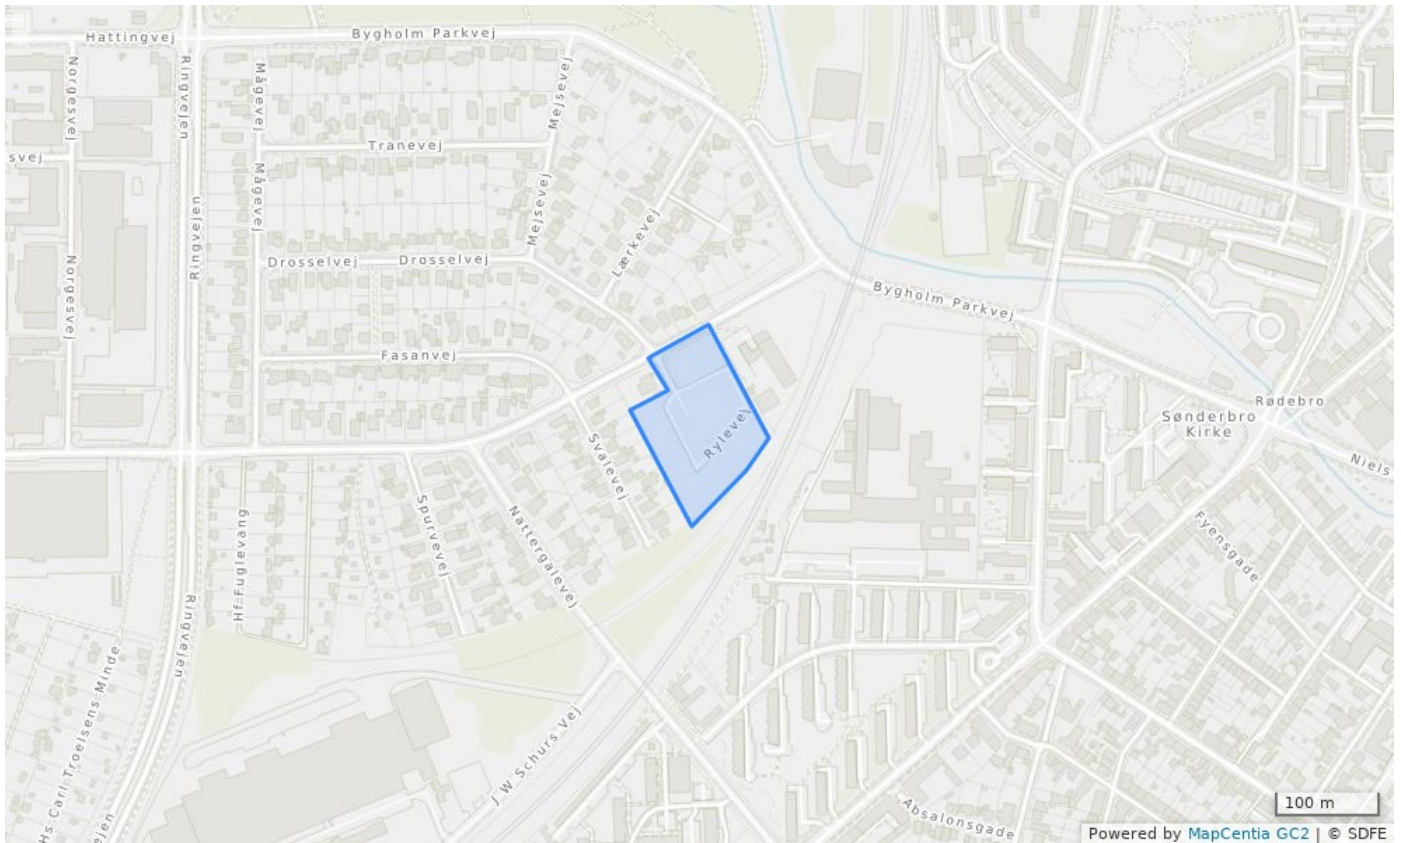 Hattingvej
Bygholm Parkvej
Norgesvej
Ringvejen
Mågevej
Mejsevej
Tranevej
svej
Mågevej
Mejsevej
Lærkevej
Ringvejen
Norgesvej
Drosselvej
Drosselvej
Bygholm Parkvej
Fasanvej
Rylevej
Svalevej
Rødebro
Sønderbro
Kirke
Niels
Spurvevej
Nattergalevej
Hf-Fuglevang
Fyensgade
Ringvejen
Hs Carl Troelsens Minde
ejen
J W Schurs Vej
Absalonsgade
100 m
Powered by MapCentia GC2 | © SDFE